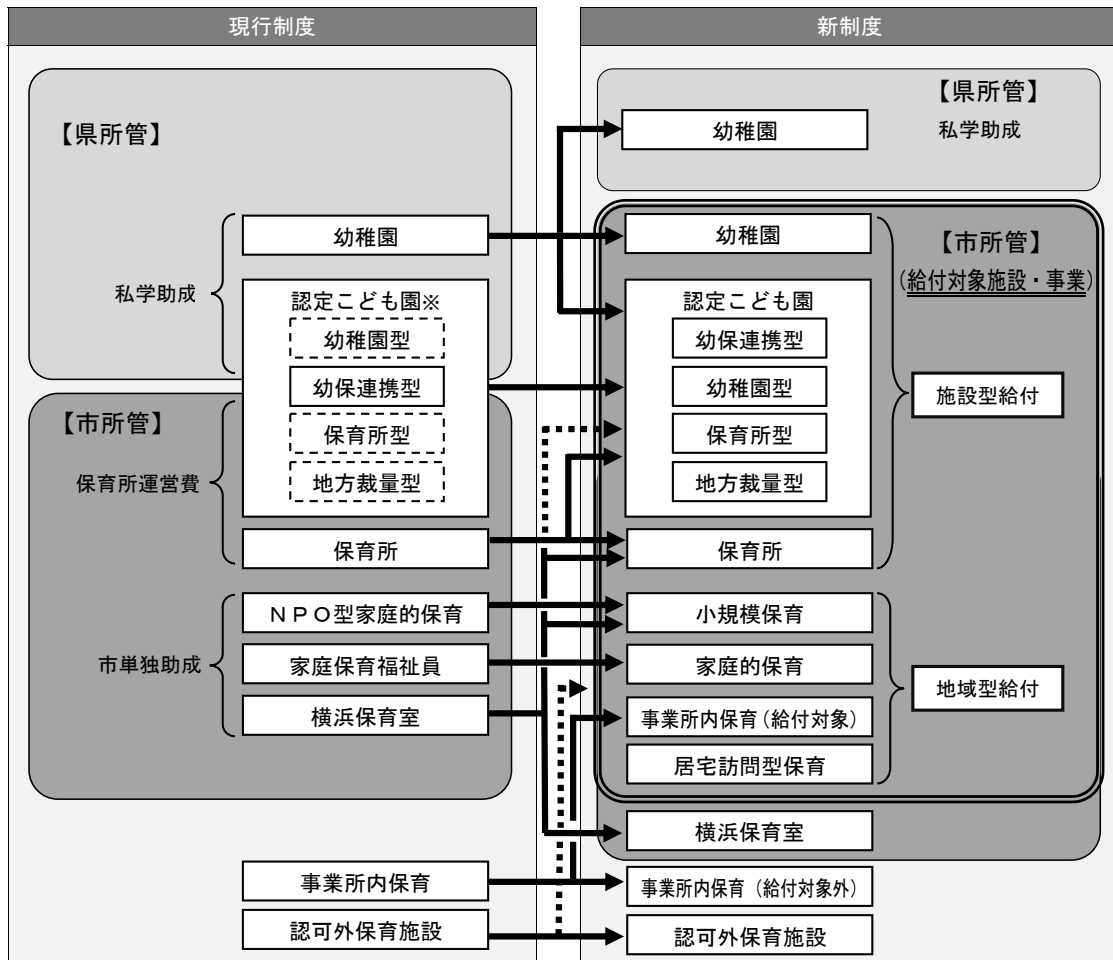 現行制度
【県所管】
私学助成
幼稚園
認定こども園※
幼稚園型
幼保連携型
保育所型
地方裁量型
【市所管】
保育所運営費
保育所
市単独助成
ＮＰＯ型家庭的保育
家庭保育福祉員
横浜保育室
事業所内保育
認可外保育施設
新制度
【県所管】
私学助成
幼稚園
【市所管】
(給付対象施設・事業)
幼稚園
認定こども園
幼保連携型
幼稚園型
保育所型
地方裁量型
保育所
施設型給付
小規模保育
家庭的保育
事業所内保育（給付対象）
居宅訪問型保育
地域型給付
横浜保育室
事業所内保育（給付対象外）
認可外保育施設